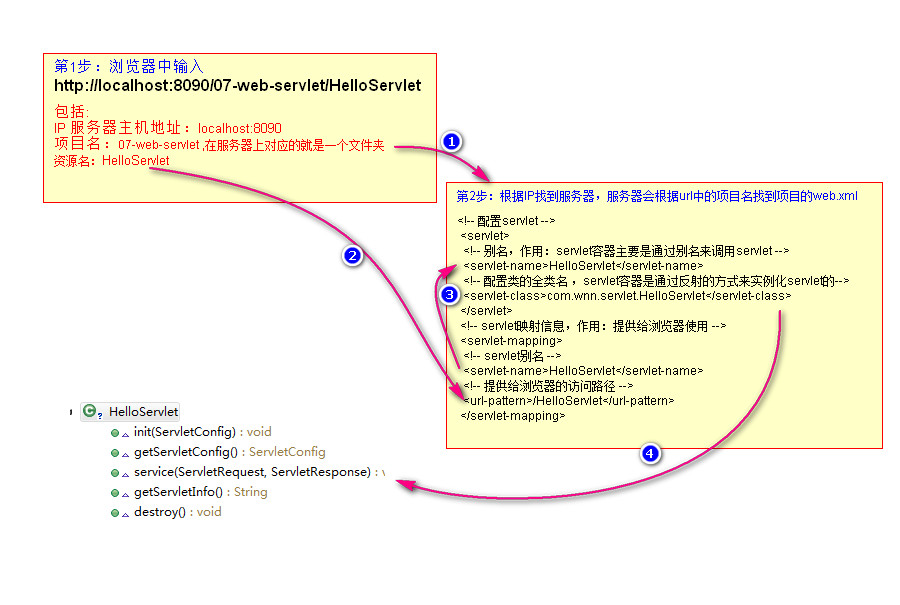 第1步：浏览器中输入
http://localhost:8090/07-web-servlet/HelloServlet
包括:
IP 服务器主机地址：localhost:8090
项目名：07-web-servlet ,在服务器上对应的就是一个文件夹
资源名：HelloServlet
1
2
第2步：根据IP找到服务器，服务器会根据url中的项目名找到项目的web.xml
<!-- 配置servlet -->
<servlet>
<!-- 别名，作用：servlet容器主要是通过别名来调用servlet -->
<servlet-name>HelloServlet</servlet-name>
<!-- 配置类的全类名 ，servlet容器是通过反射的方式来实例化servlet的-->
<servlet-class>com.wnn.servlet.HelloServlet</servlet-class>
</servlet>
<!-- servlet映射信息，作用：提供给浏览器使用 -->
<servlet-mapping>
<!-- servlet别名 -->
<servlet-name>HelloServlet</servlet-name>
<!-- 提供给浏览器的访问路径 -->
<url-pattern>/HelloServlet</url-pattern>
</servlet-mapping>
3
4
HelloServlet
init(ServletConfig) : void
getServletConfig() : ServletConfig
service(ServletRequest, ServletResponse) :
getServletInfo() : String
destroy() : void